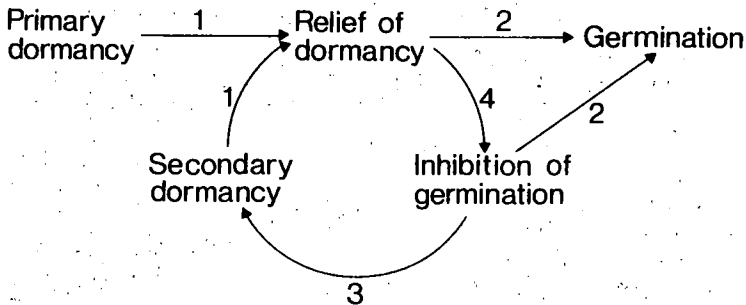 Primary
dormancy
1
Relief of
dormancy
2
Germination
1
4
2
Secondary
dormancy
Inhibition of
germination
3